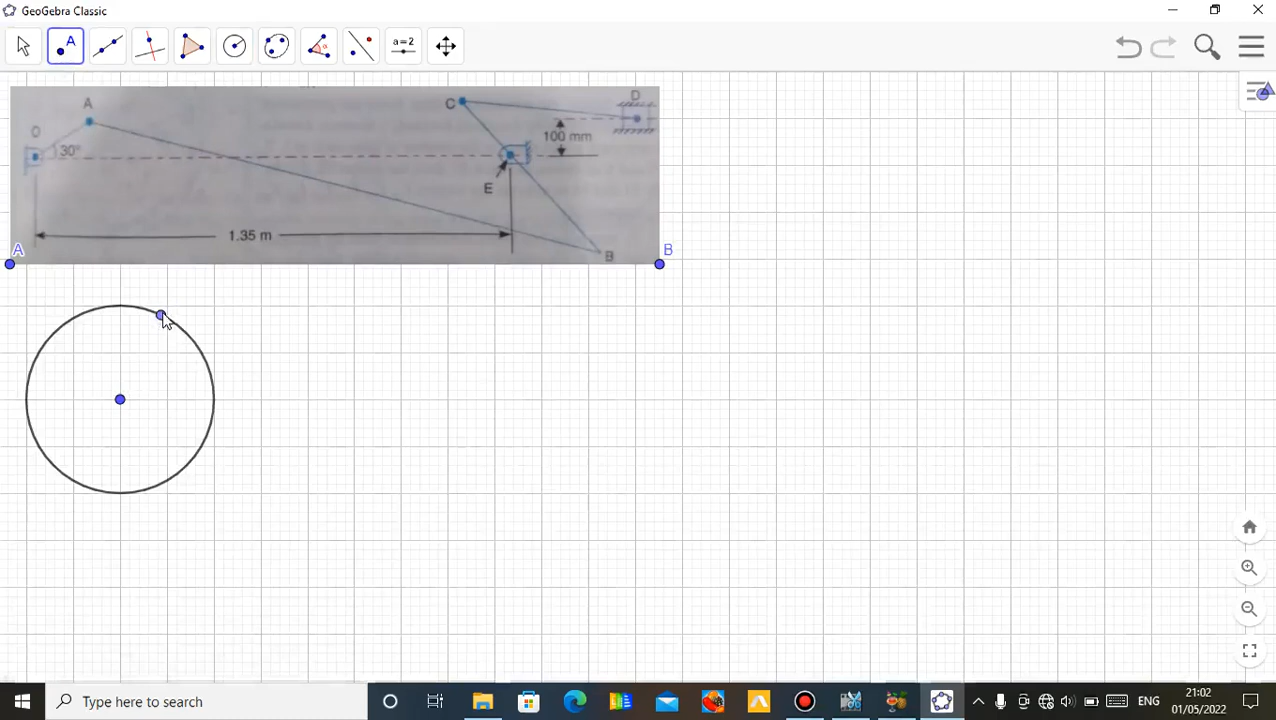 GeoGebra Classic
A
a=2
A
C
D
O
30°
100 mm
E
1.35 m
A
B
B
Type here to search
ENG
21:02
01/05/2022